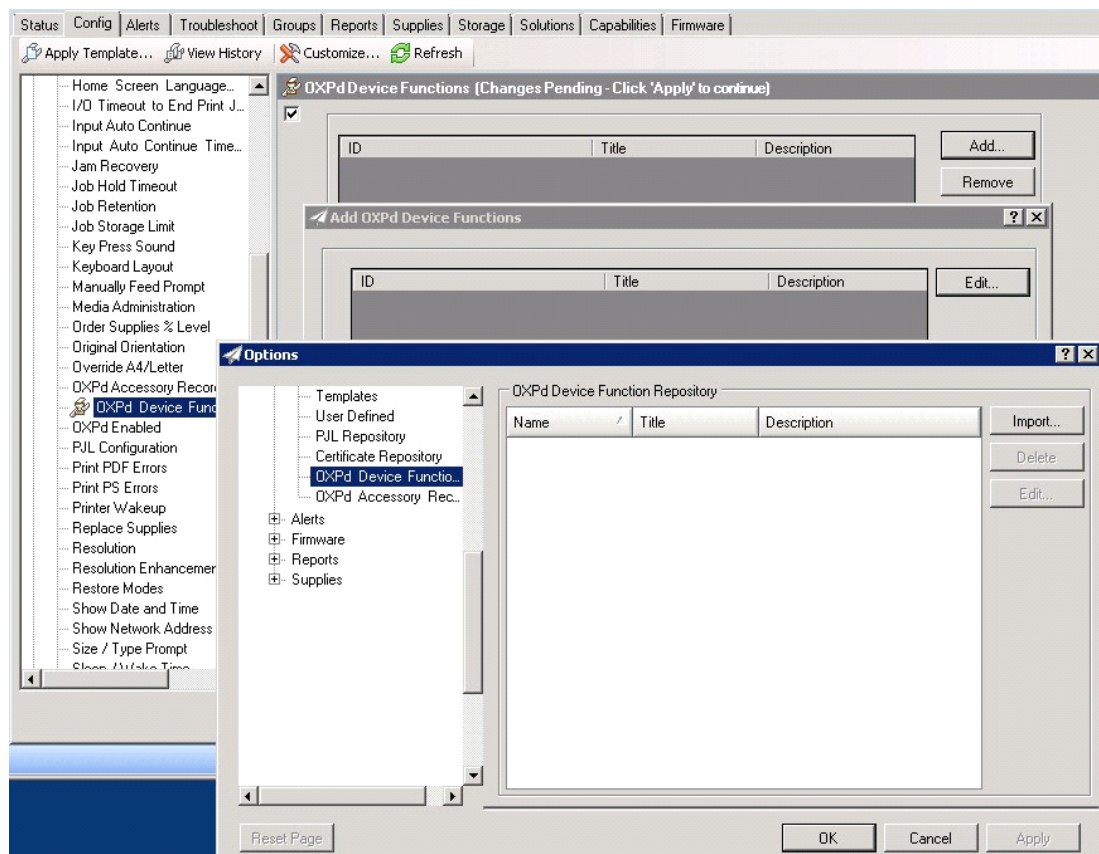 Status Config Alerts Troubleshoot Groups Reports Supplies Storage Solutions Capabilities Firmware
Apply Template... View History Customize... Refresh
Home Screen Language...
I/O Timeout to End Print J...
Input Auto Continue
Input Auto Continue Time...
Jam Recovery
Job Hold Timeout
Job Retention
Job Storage Limit
Key Press Sound
Keyboard Layout
Manually Feed Prompt
Media Administration
Order Supplies % Level
Original Orientation
Override A4/Letter
OXPd Accessory Recor
OXPd Device Func
OXPd Enabled
PJL Configuration
Print PDF Errors
Print PS Errors
Printer Wakeup
Replace Supplies
Resolution
Resolution Enhancemer
Restore Modes
Show Date and Time
Show Network Address
Size / Type Prompt
OXPd Device Functions (Changes Pending - Click 'Apply' to continue)
ID Title Description
Add...
Remove
Add OXPd Device Functions
ID Title Description
Edit...
Options
Templates
User Defined
PJL Repository
Certificate Repository
OXPd Device Functio...
OXPd Accessory Rec...
Alerts
Firmware
Reports
Supplies
OXPd Device Function Repository
Name Title Description
Import...
Delete
Edit...
Reset Page
OK Cancel Apply